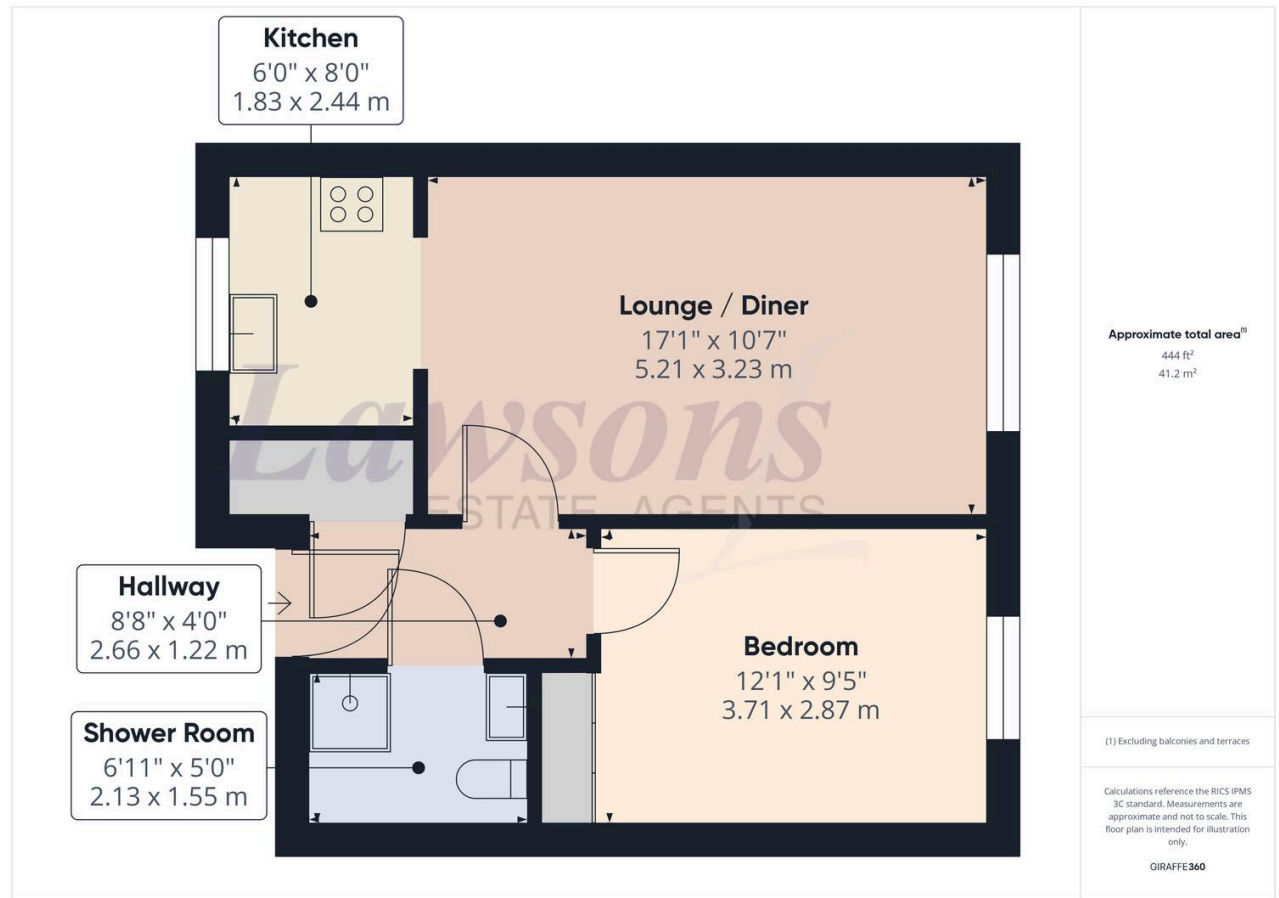 Kitchen
6'0" x 8'0"
1.83 x 2.44 m
Lounge / Diner
17'1" x 10'7"
5.21 x 3.23 m
Lawsons
ESTATE AGENTS
Hallway
8'8" x 4'0"
2.66 x 1.22 m
Bedroom
12'1" x 9'5"
3.71 x 2.87 m
Shower Room
6'11" x 5'0"
2.13 x 1.55 m
Approximate total area(1)
444 ft²
41.2 m²
(1) Excluding balconies and terraces
Calculations reference the RICS IPMS
3C standard. Measurements are
approximate and not to scale. This
floor plan is intended for illustration
only.
GIRAFFE360